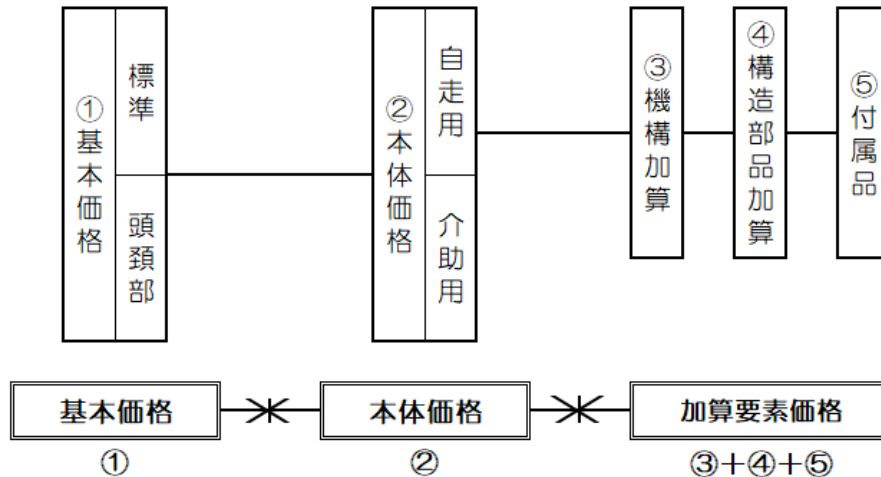 ①基本価格
標準
頭頚部
②本体価格
自走用
介助用
③機構加算
④構造部品加算
⑤付属品
基本価格
本体価格
加算要素価格
①
②
③+④+⑤